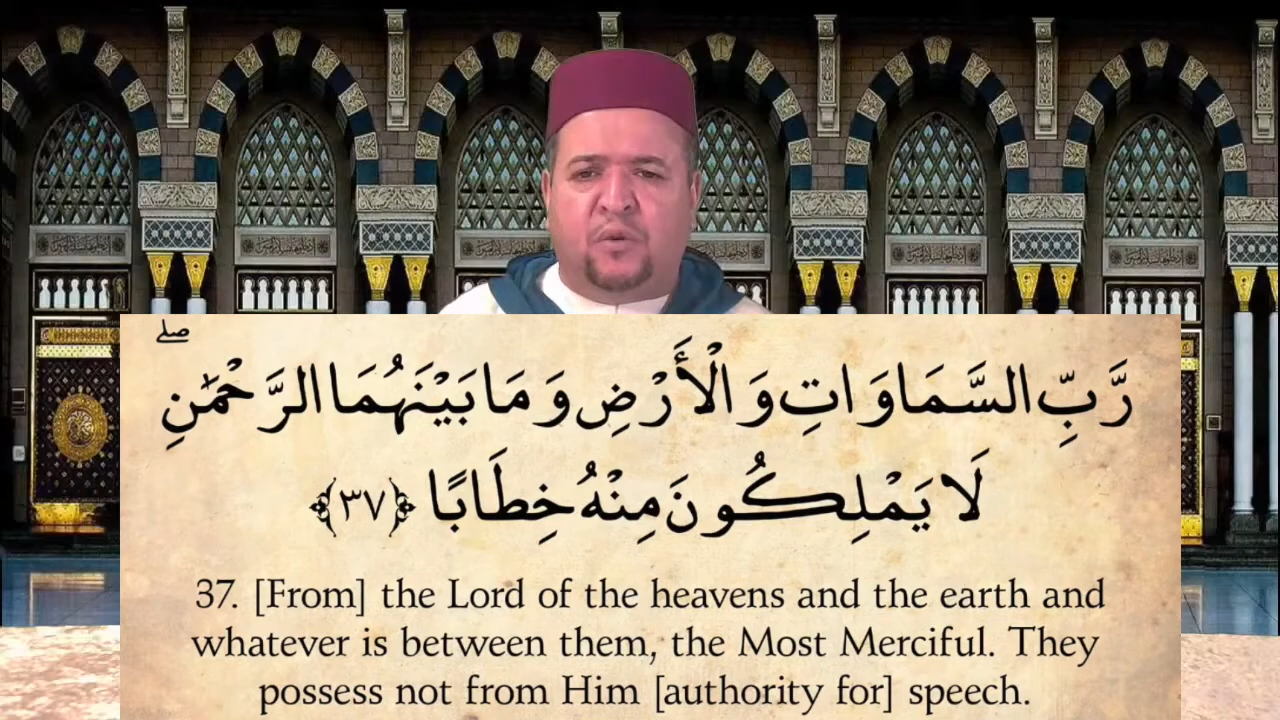 صلے
رَّبِّ السَّمَاوَاتِ وَالْأَرْضِ وَمَا بَيْنَهُمَا الرَّحْمَٰنِ
لَا يَمْلِكُونَ مِنْهُ خِطَابًا ﴿٣٧﴾
37. [From] the Lord of the heavens and the earth and
whatever is between them, the Most Merciful. They
possess not from Him [authority for] speech.